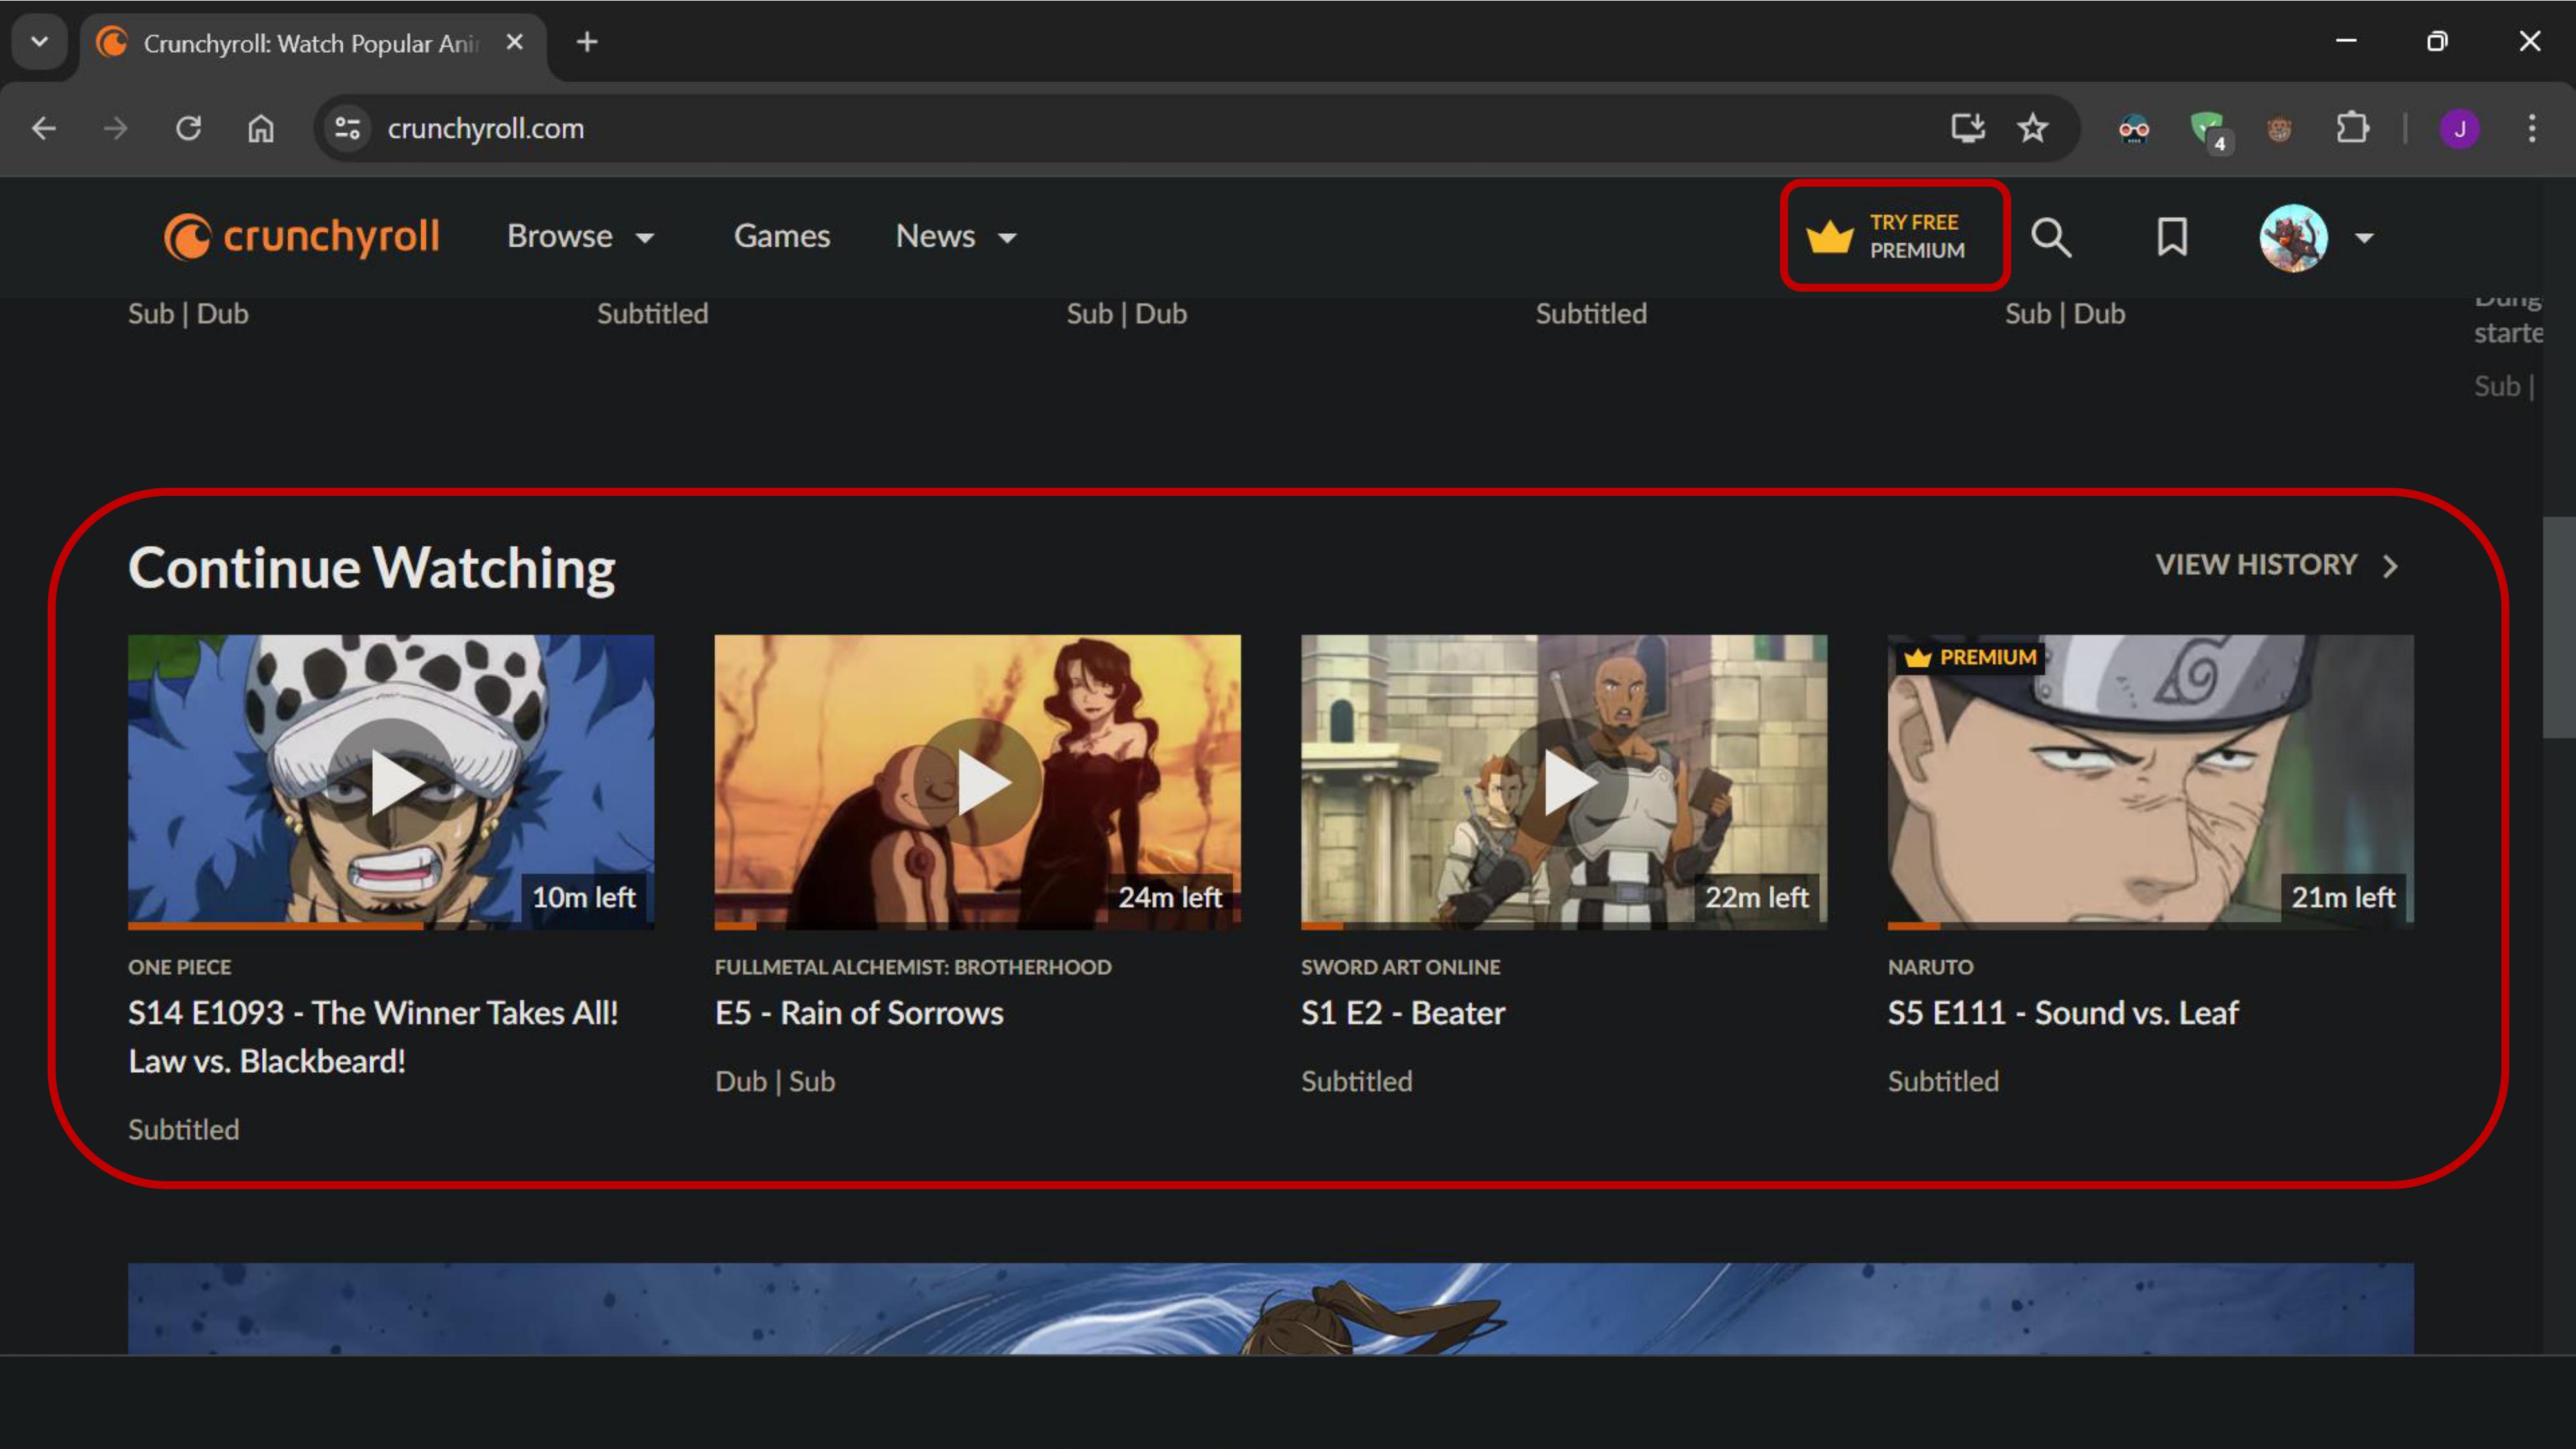 Crunchyroll: Watch Popular Ani
crunchyroll.com
4
J
crunchyroll
Browse
Games
News
TRY FREE
PREMIUM
Sub | Dub
Subtitled
Sub | Dub
Subtitled
Sub | Dub
Dung
starte
Sub |
Continue Watching
VIEW HISTORY
10m left
ONE PIECE
S14 E1093 - The Winner Takes All!
Law vs. Blackbeard!
Subtitled
24m left
FULLMETAL ALCHEMIST: BROTHERHOOD
E5 - Rain of Sorrows
Dub | Sub
22m left
SWORD ART ONLINE
S1 E2 - Beater
Subtitled
PREMIUM
21m left
NARUTO
S5 E111 - Sound vs. Leaf
Subtitled